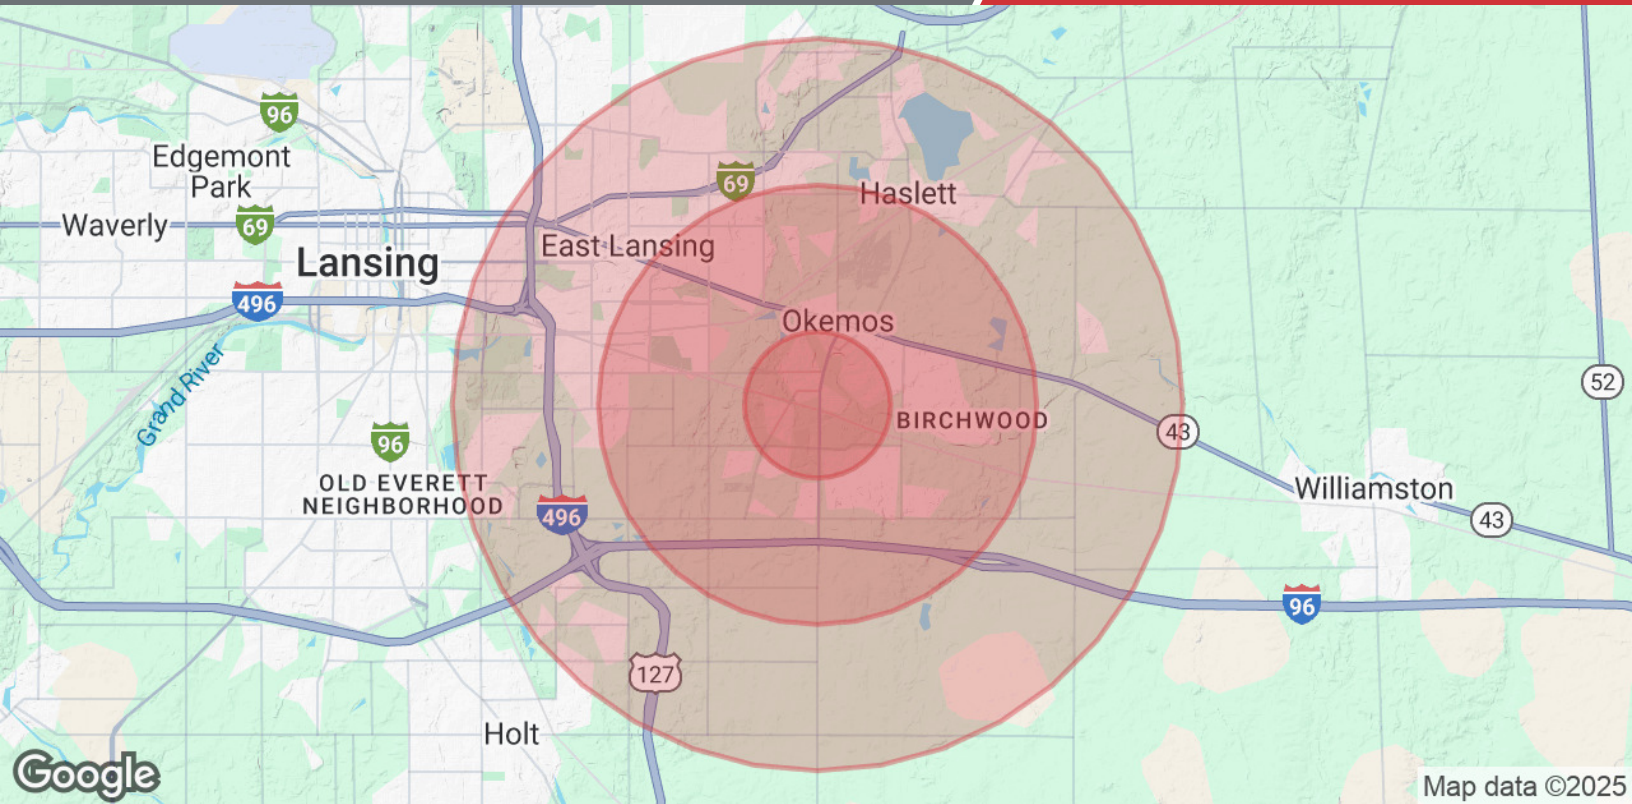 96
Edgemont
Park
69
Haslett
Waverly
69
East Lansing
Lansing
496
Okemos
52
Grand River
BIRCHWOOD
43
96
OLD EVERETT
NEIGHBORHOOD
Williamston
496
43
96
127
Holt
Google
Map data ©2025